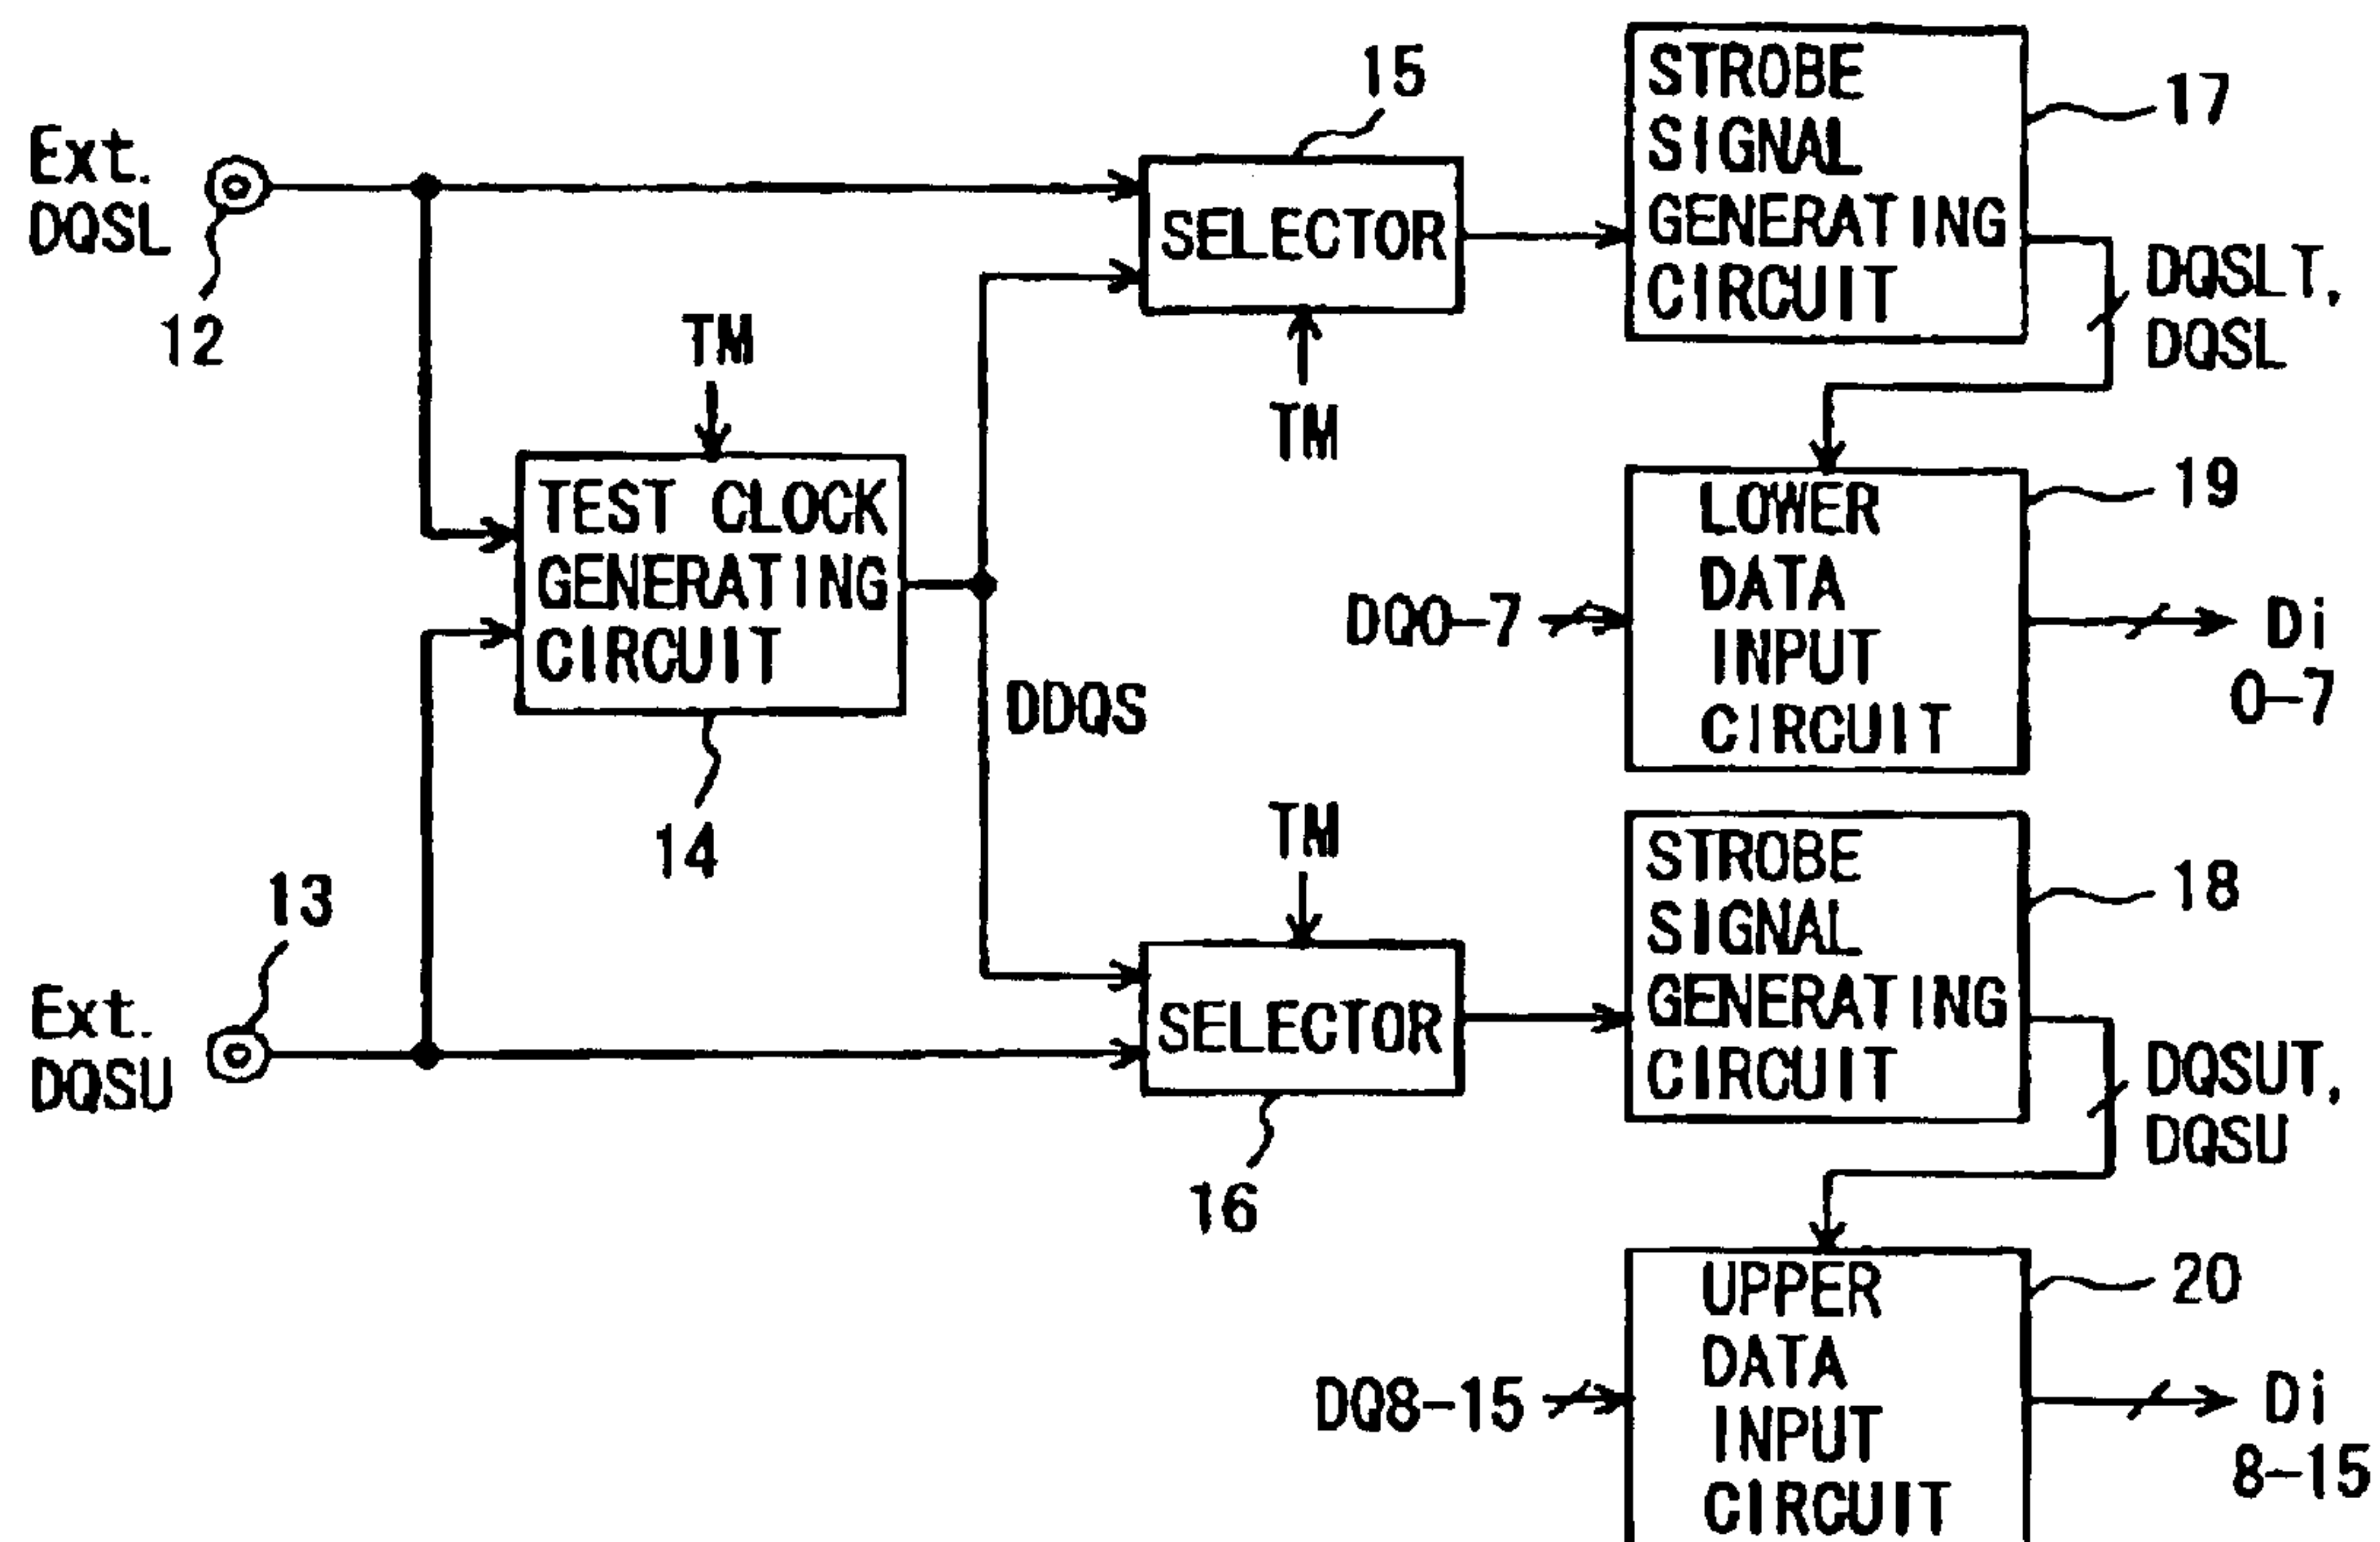 Ext.
DQSL
12
15
STROBE
SIGNAL
GENERATING
CIRCUIT
17
SELECTOR
TM
DQSLT,
DQSL
TM
TEST CLOCK
GENERATING
CIRCUIT
14
DDQS
DQ0-7
LOWER
DATA
INPUT
CIRCUIT
19
Di
0-7
13
Ext.
DQSU
TM
SELECTOR
16
STROBE
SIGNAL
GENERATING
CIRCUIT
18
DQSUT,
DQSU
DQ8-15
UPPER
DATA
INPUT
CIRCUIT
20
Di
8-15